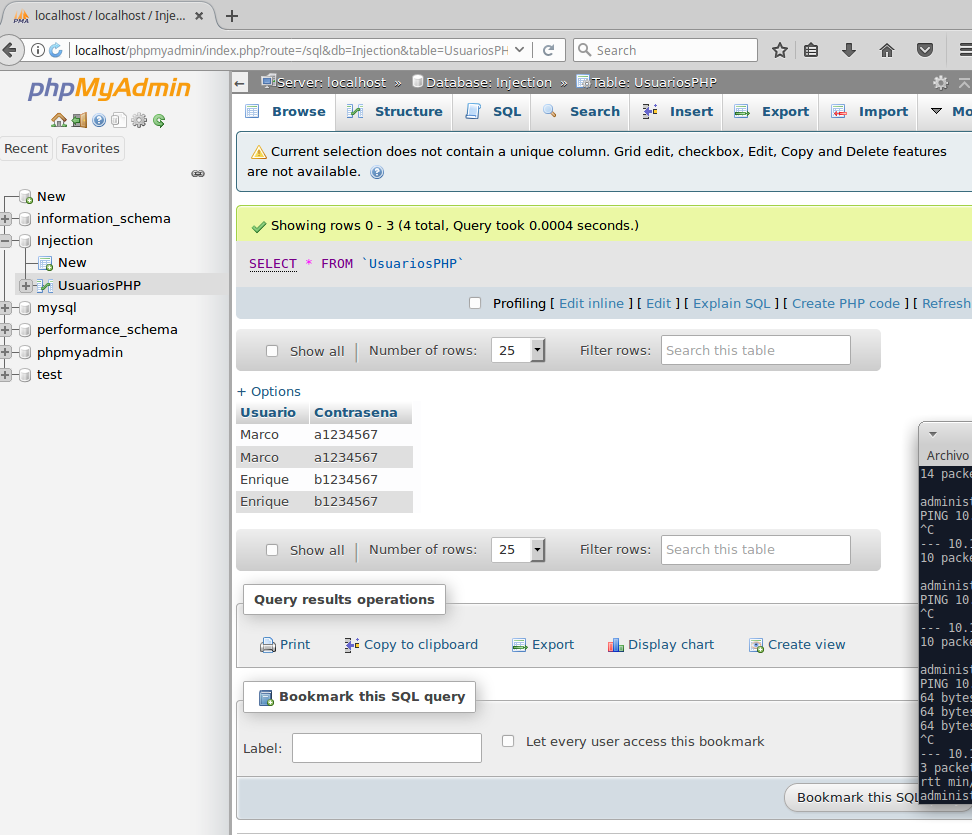 localhost / localhost / Inje...
localhost/phpmyadmin/index.php?route=/sql&db=Injection&table=UsuariosPH
Search
phpMyAdmin
Recent
Favorites
New
information_schema
Injection
New
UsuariosPHP
mysql
performance_schema
phpmyadmin
test
Server: localhost » Database: Injection » Table: UsuariosPHP
Browse Structure SQL Search Insert Export Import Mo
Current selection does not contain a unique column. Grid edit, checkbox, Edit, Copy and Delete features
are not available.
Showing rows 0 - 3 (4 total, Query took 0.0004 seconds.)
SELECT * FROM `UsuariosPHP`
Profiling [ Edit inline ] [ Edit ] [ Explain SQL ] [ Create PHP code ] [ Refresh
Show all | Number of rows: 25 Filter rows: Search this table
+ Options
Usuario Contrasena
Marco a1234567
Marco a1234567
Enrique b1234567
Enrique b1234567
Show all | Number of rows: 25 Filter rows: Search this table
Query results operations
Print Copy to clipboard Export Display chart Create view
Bookmark this SQL query
Label: Let every user access this bookmark
Bookmark this SQL
Archivo
14 packe
administ
PING 10
^C
--- 10.1
10 packe
administ
PING 10
^C
--- 10.1
10 packe
administ
PING 10
64 bytes
64 bytes
64 bytes
^C
--- 10.1
3 packet
rtt min/
administ